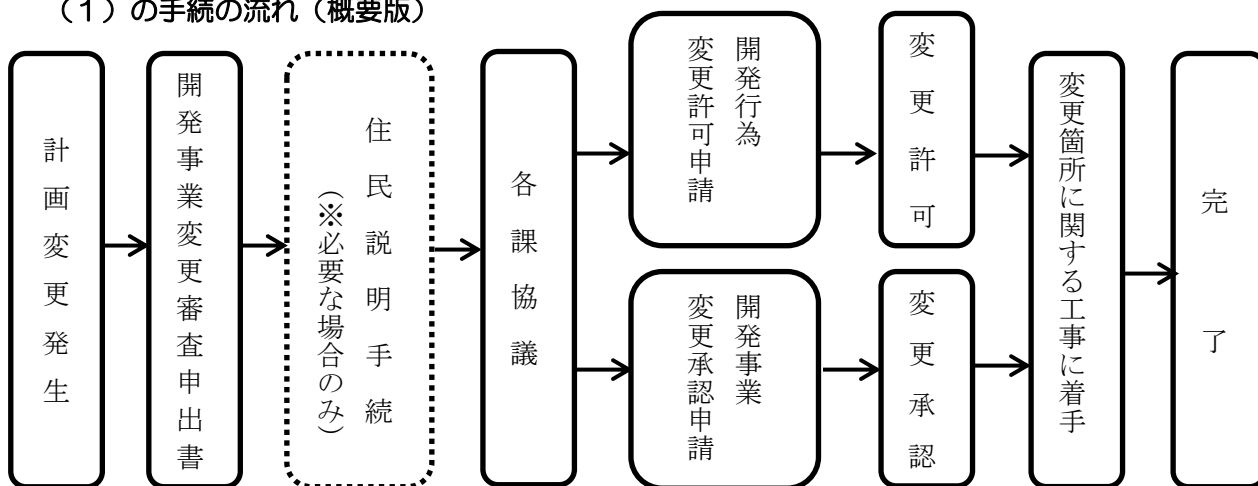 （１）の手続の流れ（概要版）
計画変更発生
開発事業変更審査申出書
住民説明手続
（※必要な場合のみ）
各課協議
開発行為
変更許可申請
変更許可
開発事業
変更承認申請
変更承認
変更箇所に関する工事に着手
完了